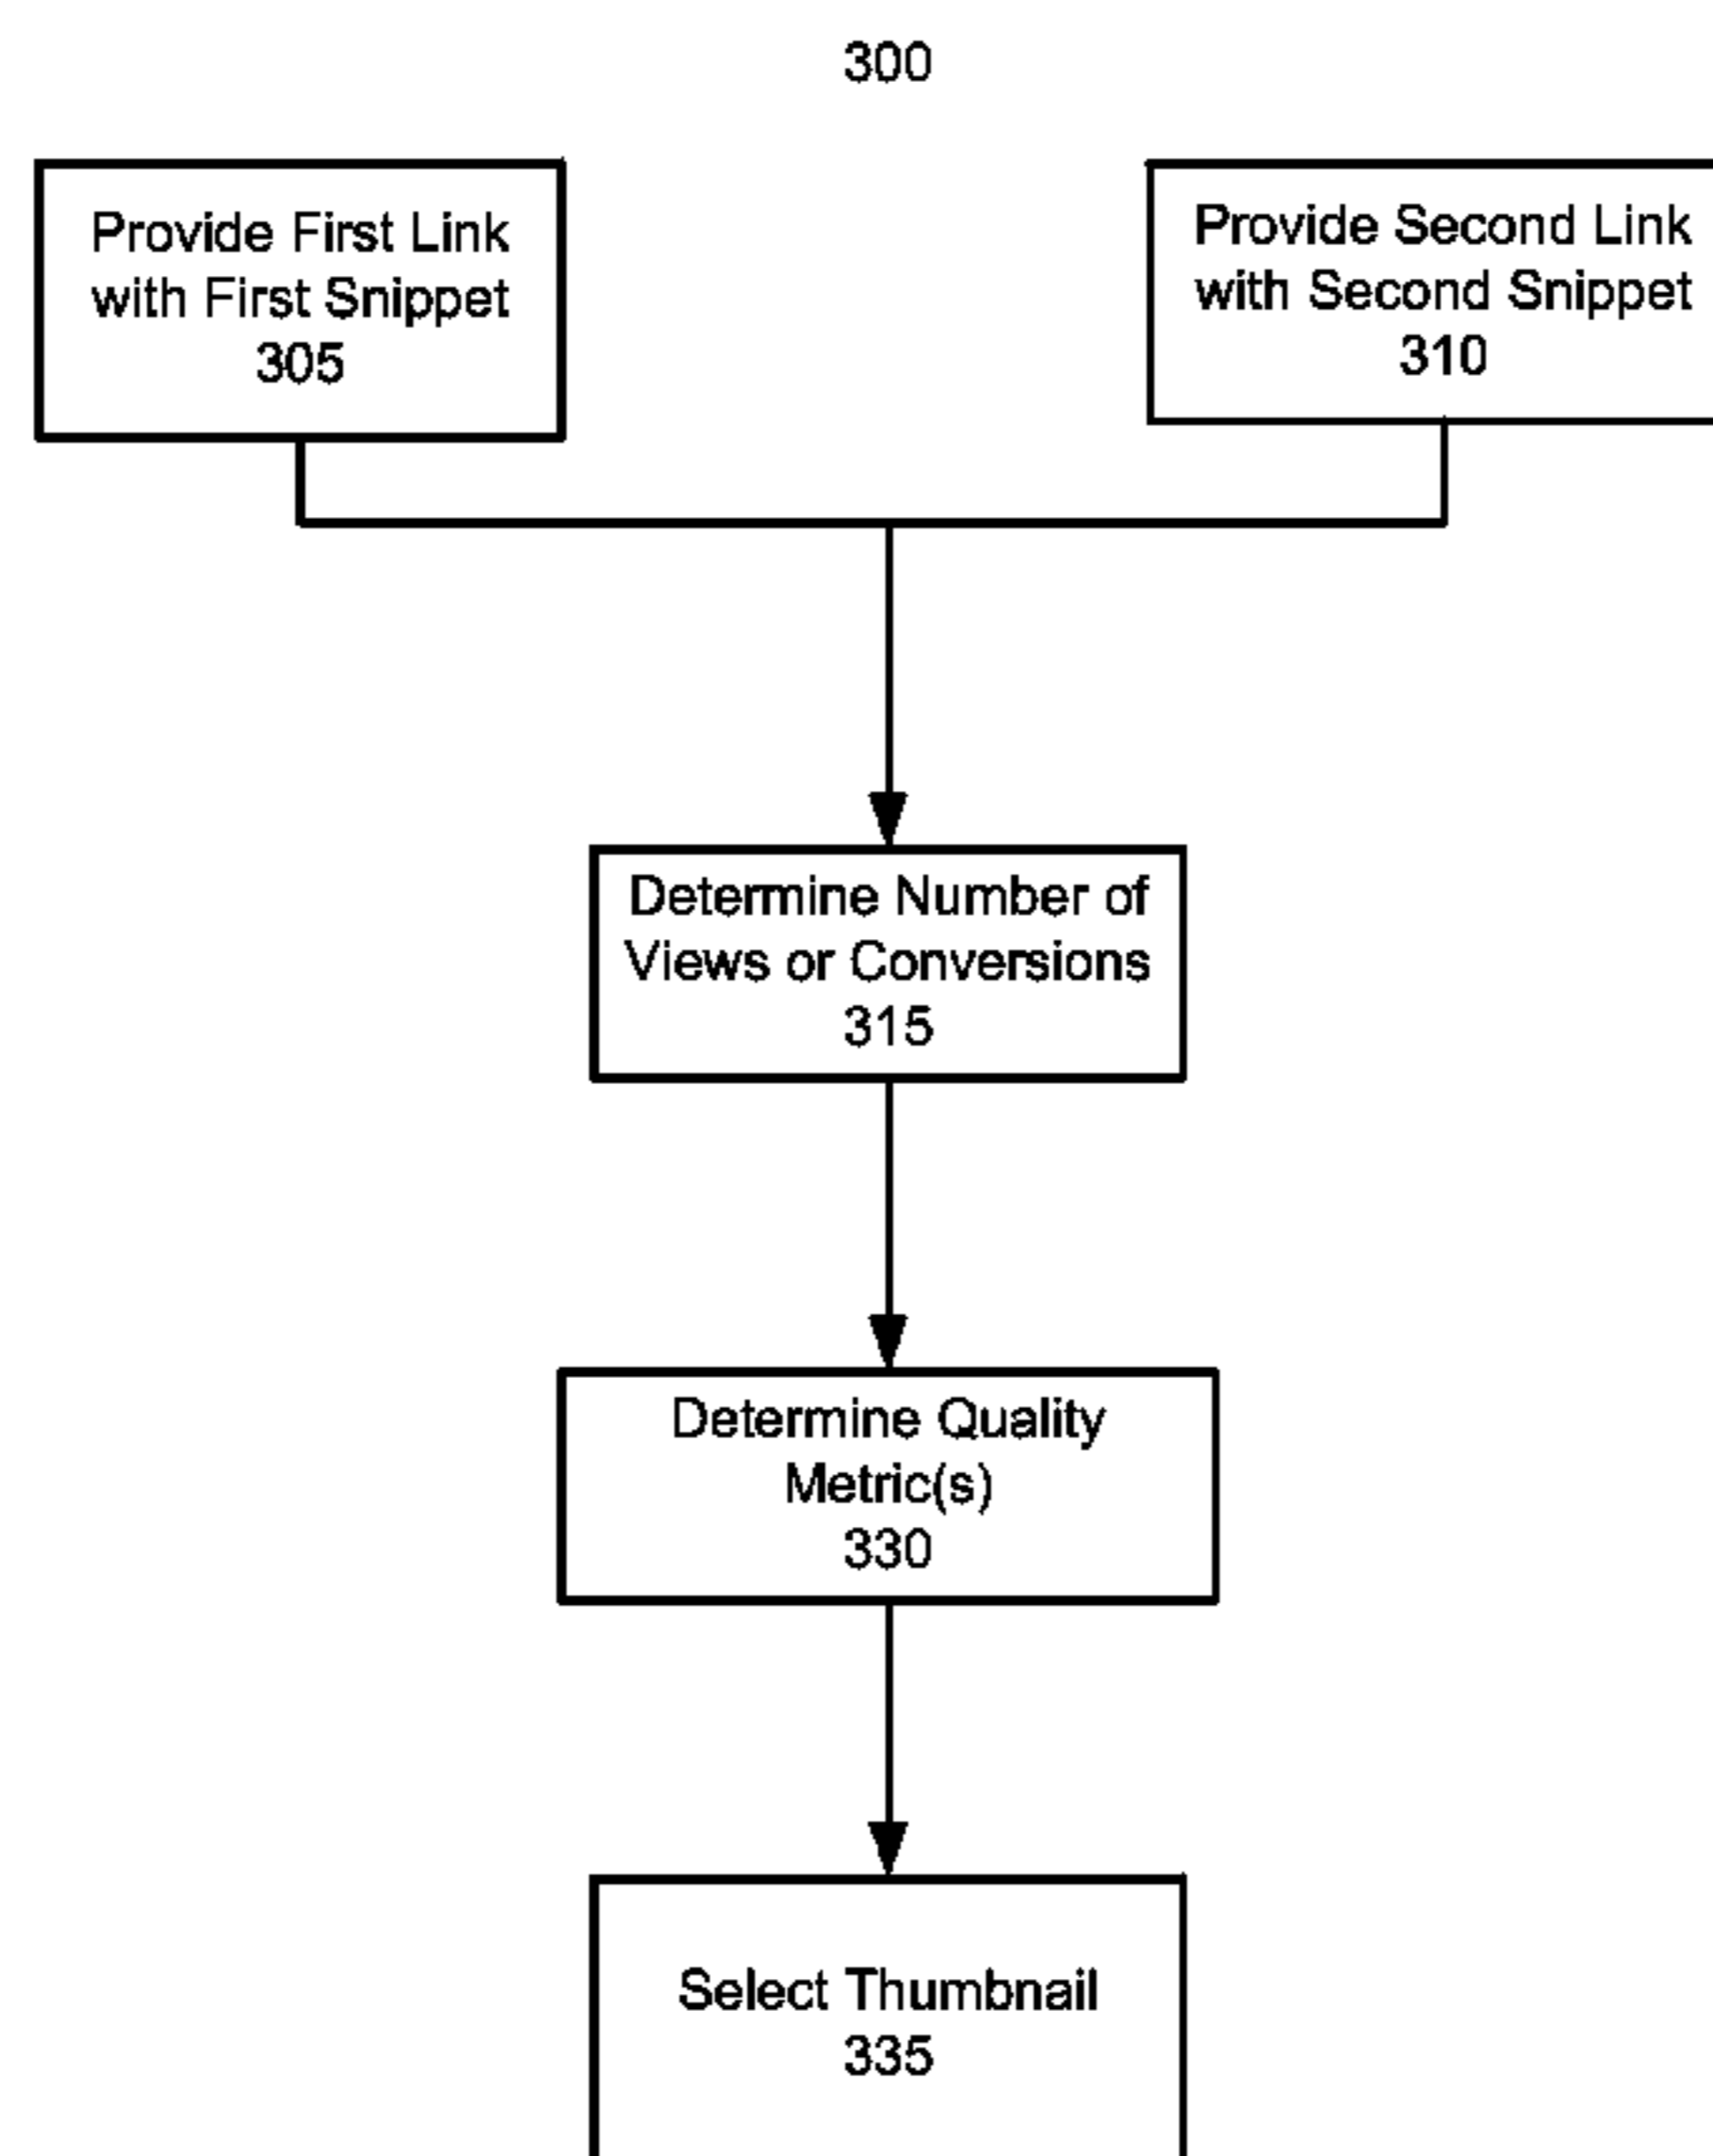 300
Provide First Link
with First Snippet
305
Provide Second Link
with Second Snippet
310
Determine Number of
Views or Conversions
315
Determine Quality
Metric(s)
330
Select Thumbnail
335